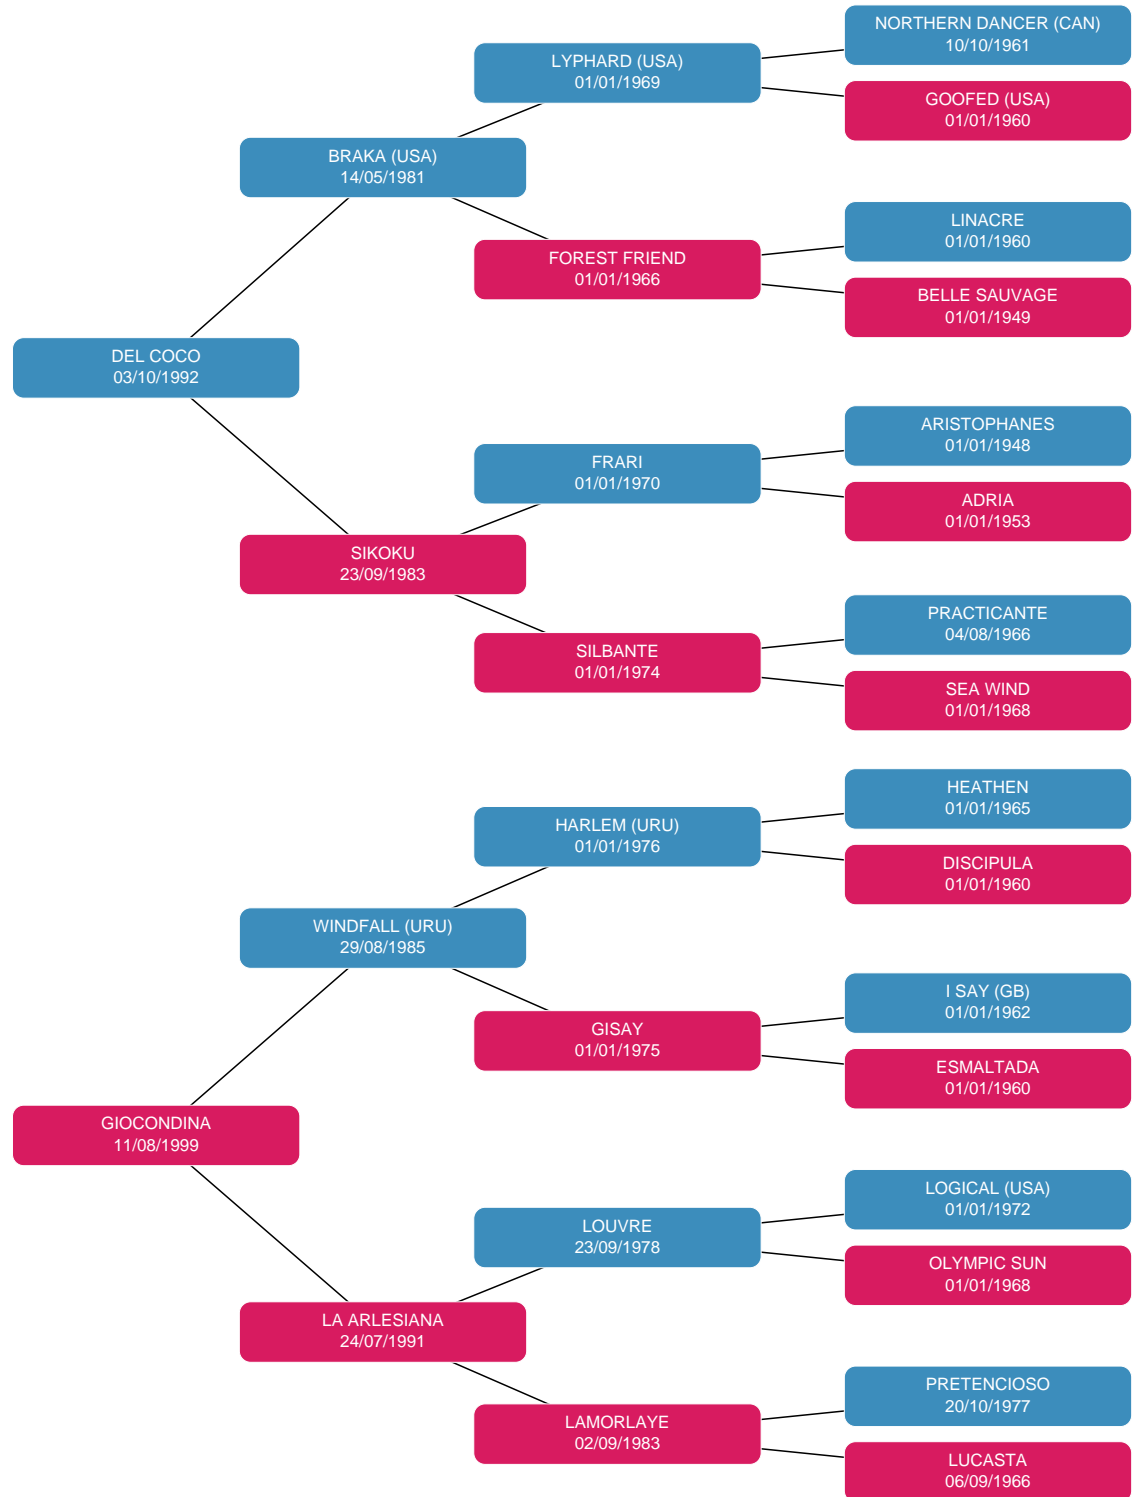 NORTHERN DANCER (CAN)
10/10/1961
LYPHARD (USA)
01/01/1969
GOOFED (USA)
01/01/1960
BRAKA (USA)
14/05/1981
LINACRE
01/01/1960
FOREST FRIEND
01/01/1966
BELLE SAUVAGE
01/01/1949
DEL COCO
03/10/1992
ARISTOPHANES
01/01/1948
FRARI
01/01/1970
ADRIA
01/01/1953
SIKOKU
23/09/1983
PRACTICANTE
04/08/1966
SILBANTE
01/01/1974
SEA WIND
01/01/1968
HEATHEN
01/01/1965
HARLEM (URU)
01/01/1976
DISCIPULA
01/01/1960
WINDFALL (URU)
29/08/1985
I SAY (GB)
01/01/1962
GISAY
01/01/1975
ESMALTADA
01/01/1960
GIOCONDINA
11/08/1999
LOGICAL (USA)
01/01/1972
LOUVRE
23/09/1978
OLYMPIC SUN
01/01/1968
LA ARLESIANA
24/07/1991
PRETENCIOSO
20/10/1977
LAMORLAYE
02/09/1983
LUCASTA
06/09/1966